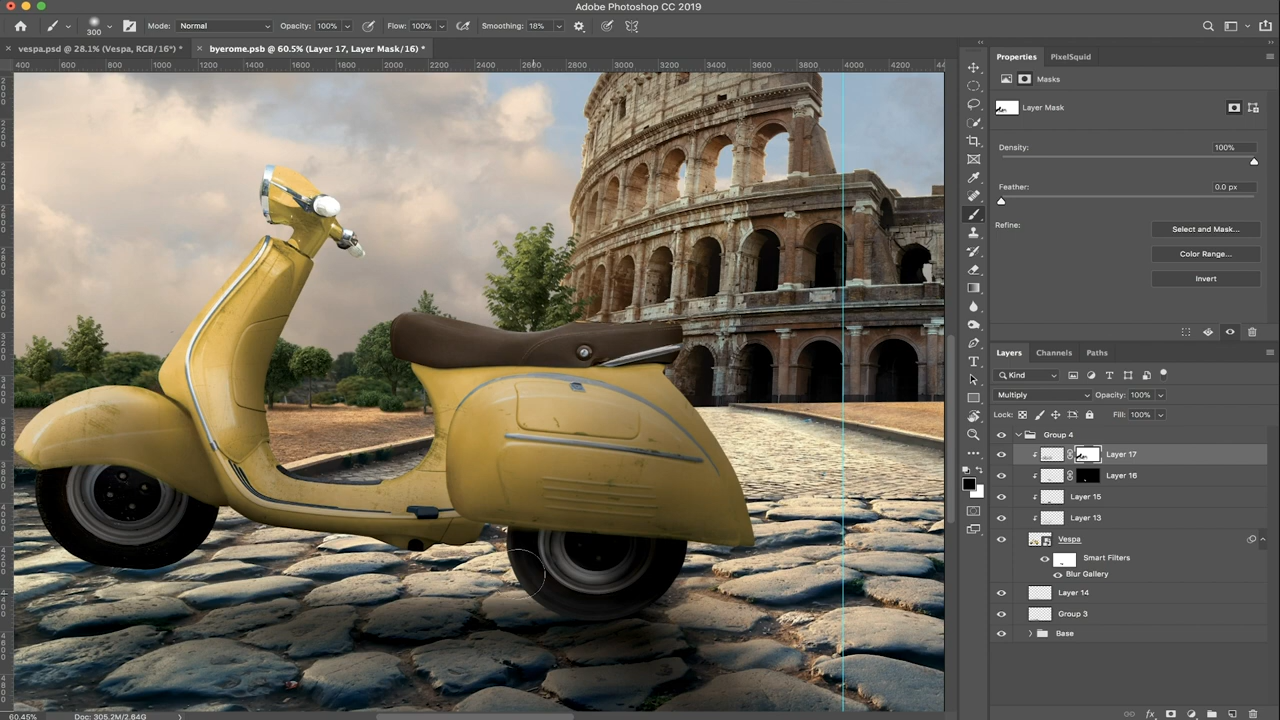 Adobe Photoshop CC 2019
300 Mode: Normal Opacity: 100% Flow: 100% Smoothing: 18%
vespa.psd @ 28.1% (Vespa, RGB/16*) * byerome.psb @ 60.5% (Layer 17, Layer Mask/16) *
400 600 800 1000 1200 1400 1600 1800 2000 2200 2400 2600 2800 3000 3200 3400 3600 3800 4000 4200
Properties PixelSquid
Masks
Layer Mask
Density: 100%
Feather: 0.0 px
Refine: Select and Mask...
Color Range...
Invert
Layers Channels Paths
Kind
Multiply Opacity: 100%
Lock: Fill: 100%
Group 4
Layer 17
Layer 16
Layer 15
Layer 13
Vespa
Smart Filters
Blur Gallery
Layer 14
Group 3
Base
60.45% Doc: 305.2M/2.64G